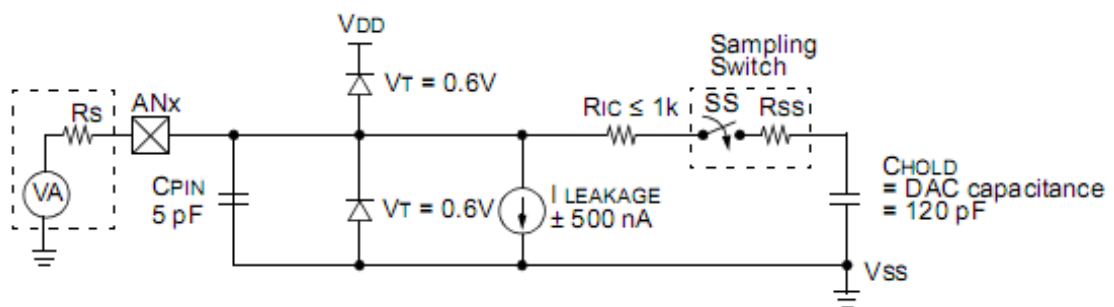 VDD
Sampling
Switch
VT = 0.6V
ANx
RS
RIC ≤ 1k
SS
RSS
VA
CPIN
5 pF
VT = 0.6V
I LEAKAGE
± 500 nA
CHOLD
= DAC capacitance
= 120 pF
VSS